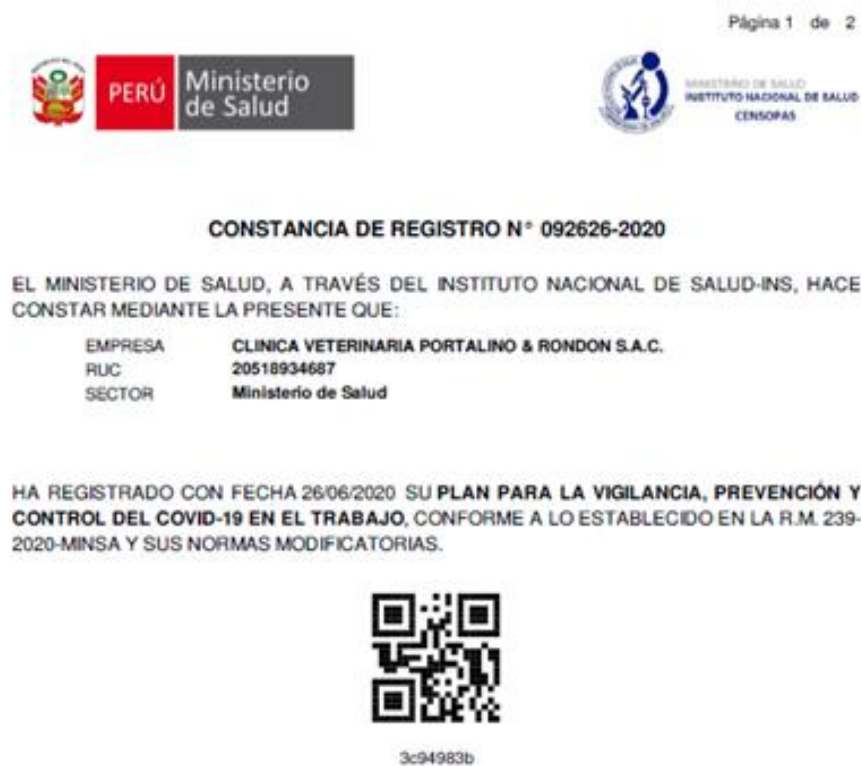 Página 1 de 2
PERÚ
Ministerio
de Salud
MINISTERIO DE SALUD
INSTITUTO NACIONAL DE SALUD
CENSOPAS
CONSTANCIA DE REGISTRO N° 092626-2020
EL MINISTERIO DE SALUD, A TRAVÉS DEL INSTITUTO NACIONAL DE SALUD-INS, HACE
CONSTAR MEDIANTE LA PRESENTE QUE:
EMPRESA CLINICA VETERINARIA PORTALINO & RONDON S.A.C.
RUC 20518934687
SECTOR Ministerio de Salud
HA REGISTRADO CON FECHA 26/06/2020 SU PLAN PARA LA VIGILANCIA, PREVENCIÓN Y
CONTROL DEL COVID-19 EN EL TRABAJO, CONFORME A LO ESTABLECIDO EN LA R.M. 239-
2020-MINSA Y SUS NORMAS MODIFICATORIAS.
3c94983b